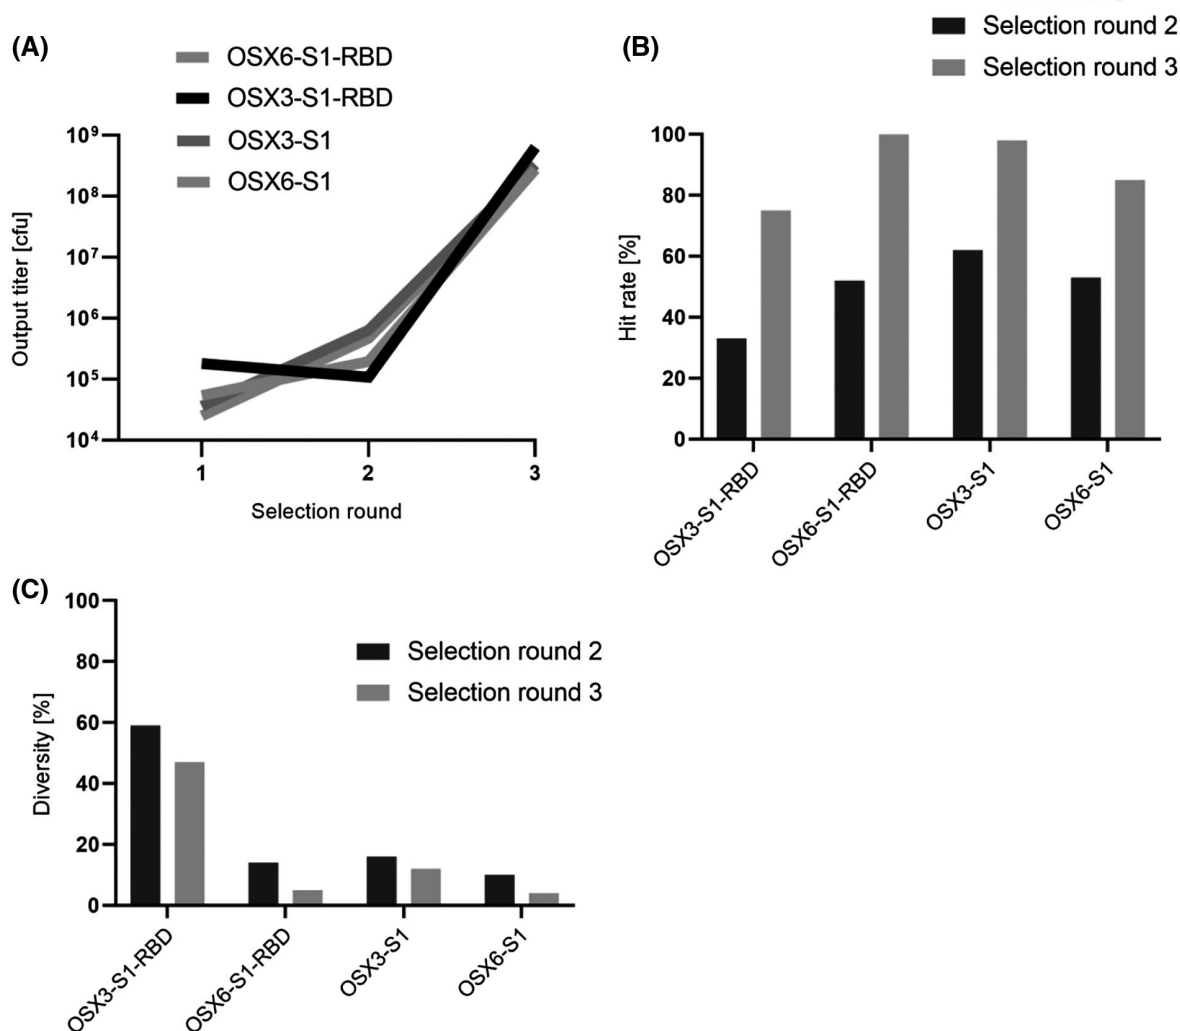 (A)
OSX6-S1-RBD
OSX3-S1-RBD
OSX3-S1
OSX6-S1
10⁹
10⁸
10⁷
10⁶
10⁵
10⁴
Output titer [cfu]
1 2 3
Selection round
(B)
Selection round 2
Selection round 3
100
80
60
40
20
0
Hit rate [%]
OSX3-S1-RBD
OSX6-S1-RBD
OSX3-S1
OSX6-S1
(C)
Selection round 2
Selection round 3
100
80
60
40
20
0
Diversity [%]
OSX3-S1-RBD
OSX6-S1-RBD
OSX3-S1
OSX6-S1